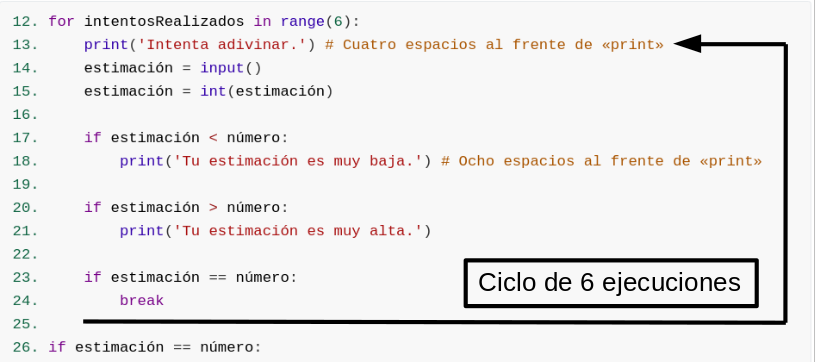 12. for intentosRealizados in range(6):
13.     print('Intenta adivinar.') # Cuatro espacios al frente de «print»
14.     estimación = input()
15.     estimación = int(estimación)
16.
17.     if estimación < número:
18.         print('Tu estimación es muy baja.') # Ocho espacios al frente de «print»
19.
20.     if estimación > número:
21.         print('Tu estimación es muy alta.')
22.
23.     if estimación == número:
24.         break
Ciclo de 6 ejecuciones
25.
26. if estimación == número: